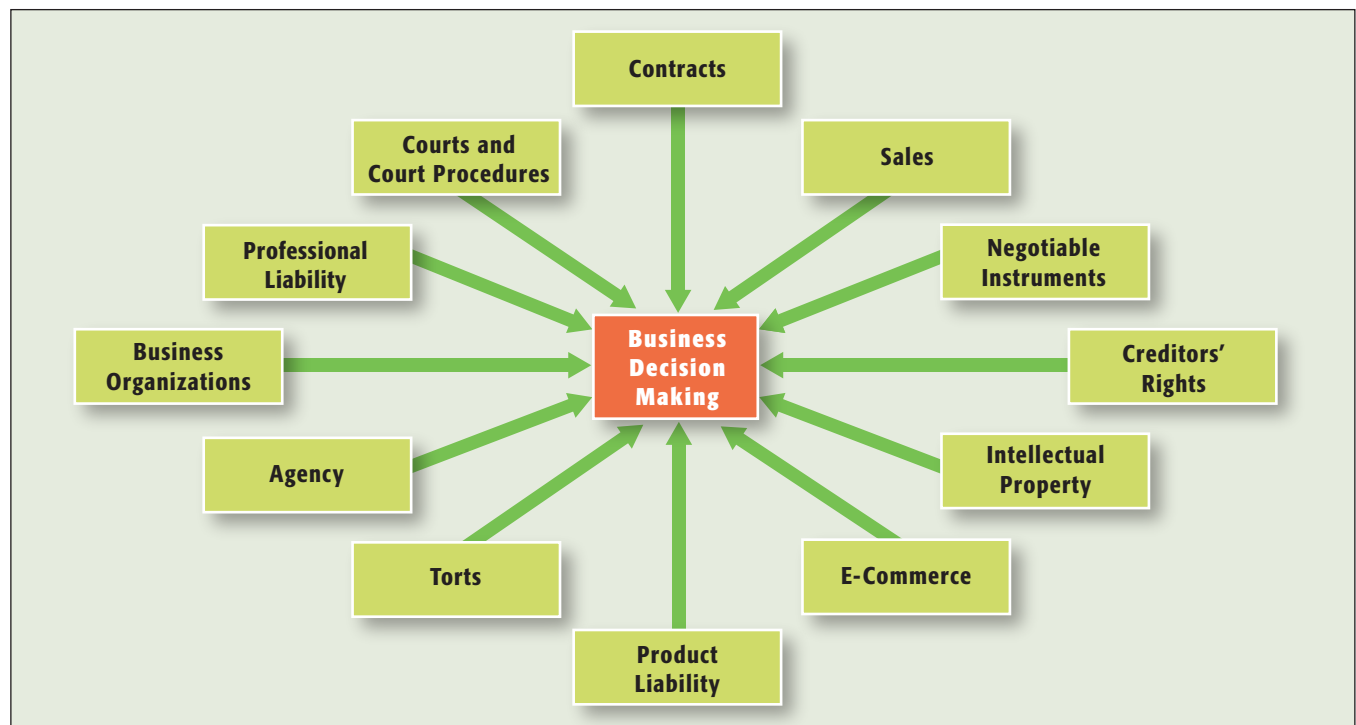 Contracts
Courts and
Court Procedures
Sales
Professional
Liability
Negotiable
Instruments
Business
Organizations
Business
Decision
Making
Creditors’
Rights
Agency
Intellectual
Property
Torts
E-Commerce
Product
Liability